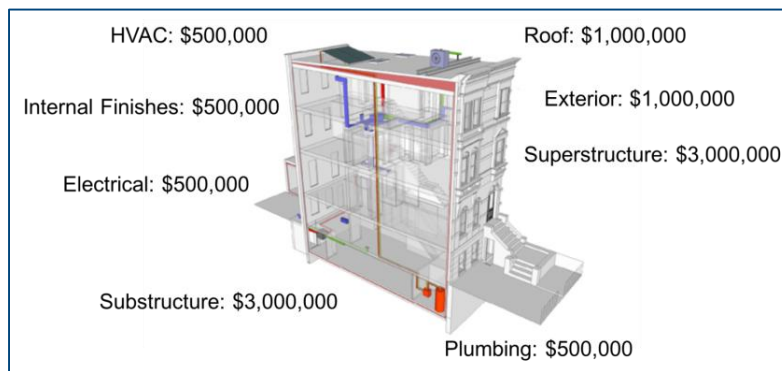 HVAC: $500,000
Roof: $1,000,000
Internal Finishes: $500,000
Exterior: $1,000,000
Superstructure: $3,000,000
Electrical: $500,000
Substructure: $3,000,000
Plumbing: $500,000